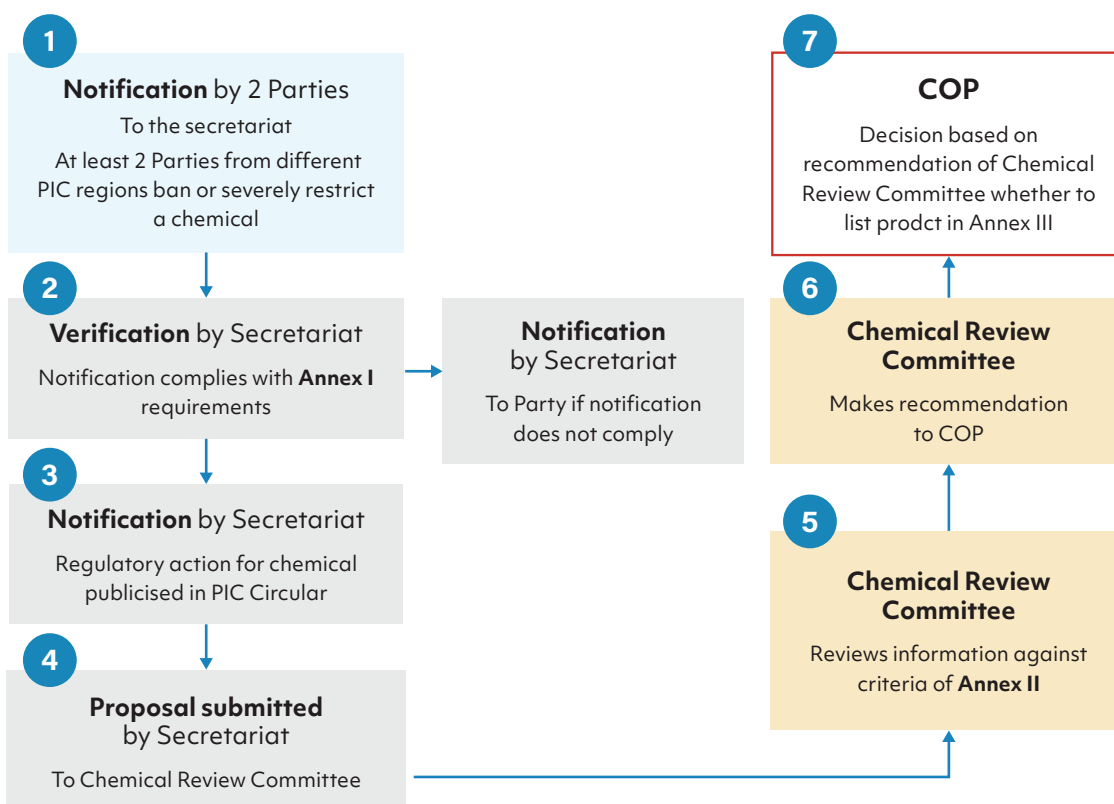 1
Notification by 2 Parties
To the secretariat
At least 2 Parties from different
PIC regions ban or severely restrict
a chemical
2
Verification by Secretariat
Notification complies with Annex I
requirements
Notification
by Secretariat
To Party if notification
does not comply
3
Notification by Secretariat
Regulatory action for chemical
publicised in PIC Circular
4
Proposal submitted
by Secretariat
To Chemical Review Committee
5
Chemical Review
Committee
Reviews information against
criteria of Annex II
6
Chemical Review
Committee
Makes recommendation
to COP
7
COP
Decision based on
recommendation of Chemical
Review Committee whether to
list prodct in Annex III